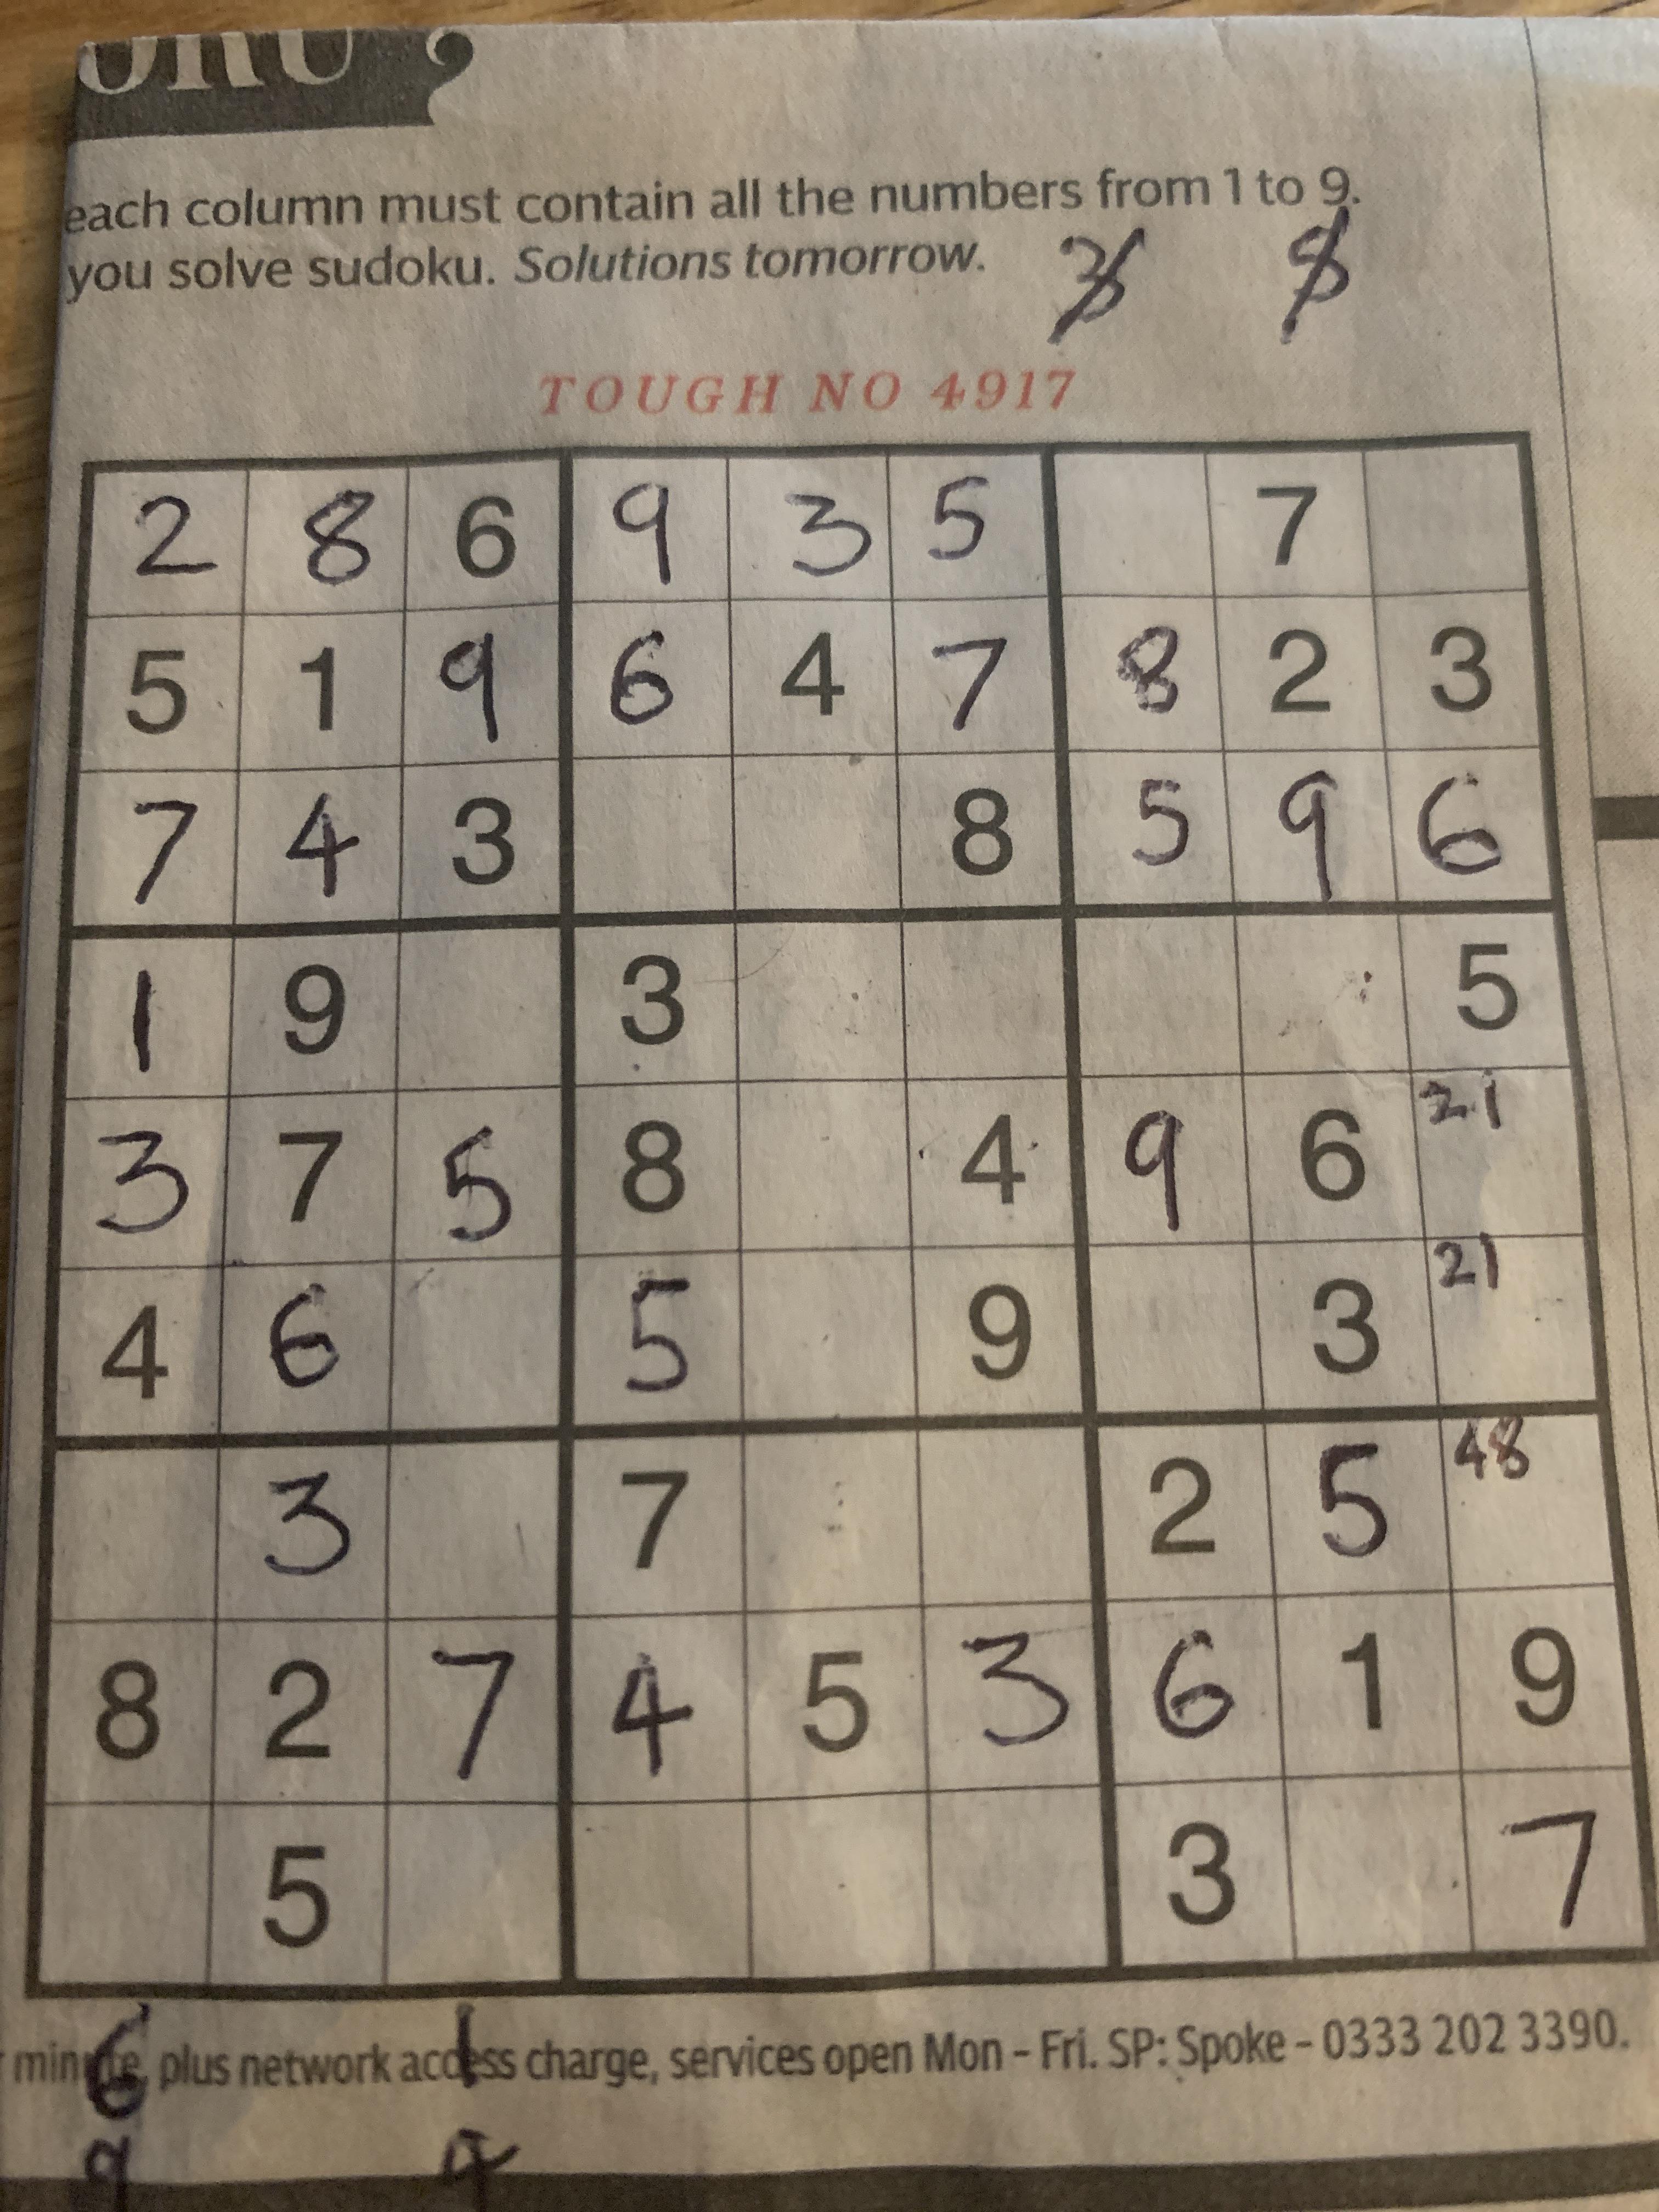 each column must contain all the numbers from 1 to 9.
you solve sudoku. Solutions tomorrow.
TOUGH NO 4917
2 8 6 9 3 5 7
5 1 9 6 4 7 8 2 3
7 4 3 8 5 9 6
1 9 3 5
3 7 5 8 4 9 6 21
4 6 5 9 3 21
3 7 2 5 48
8 2 7 4 5 3 6 1 9
5 3 7
minute, plus network access charge, services open Mon – Fri. SP: Spoke – 0333 202 3390.
6 1
9